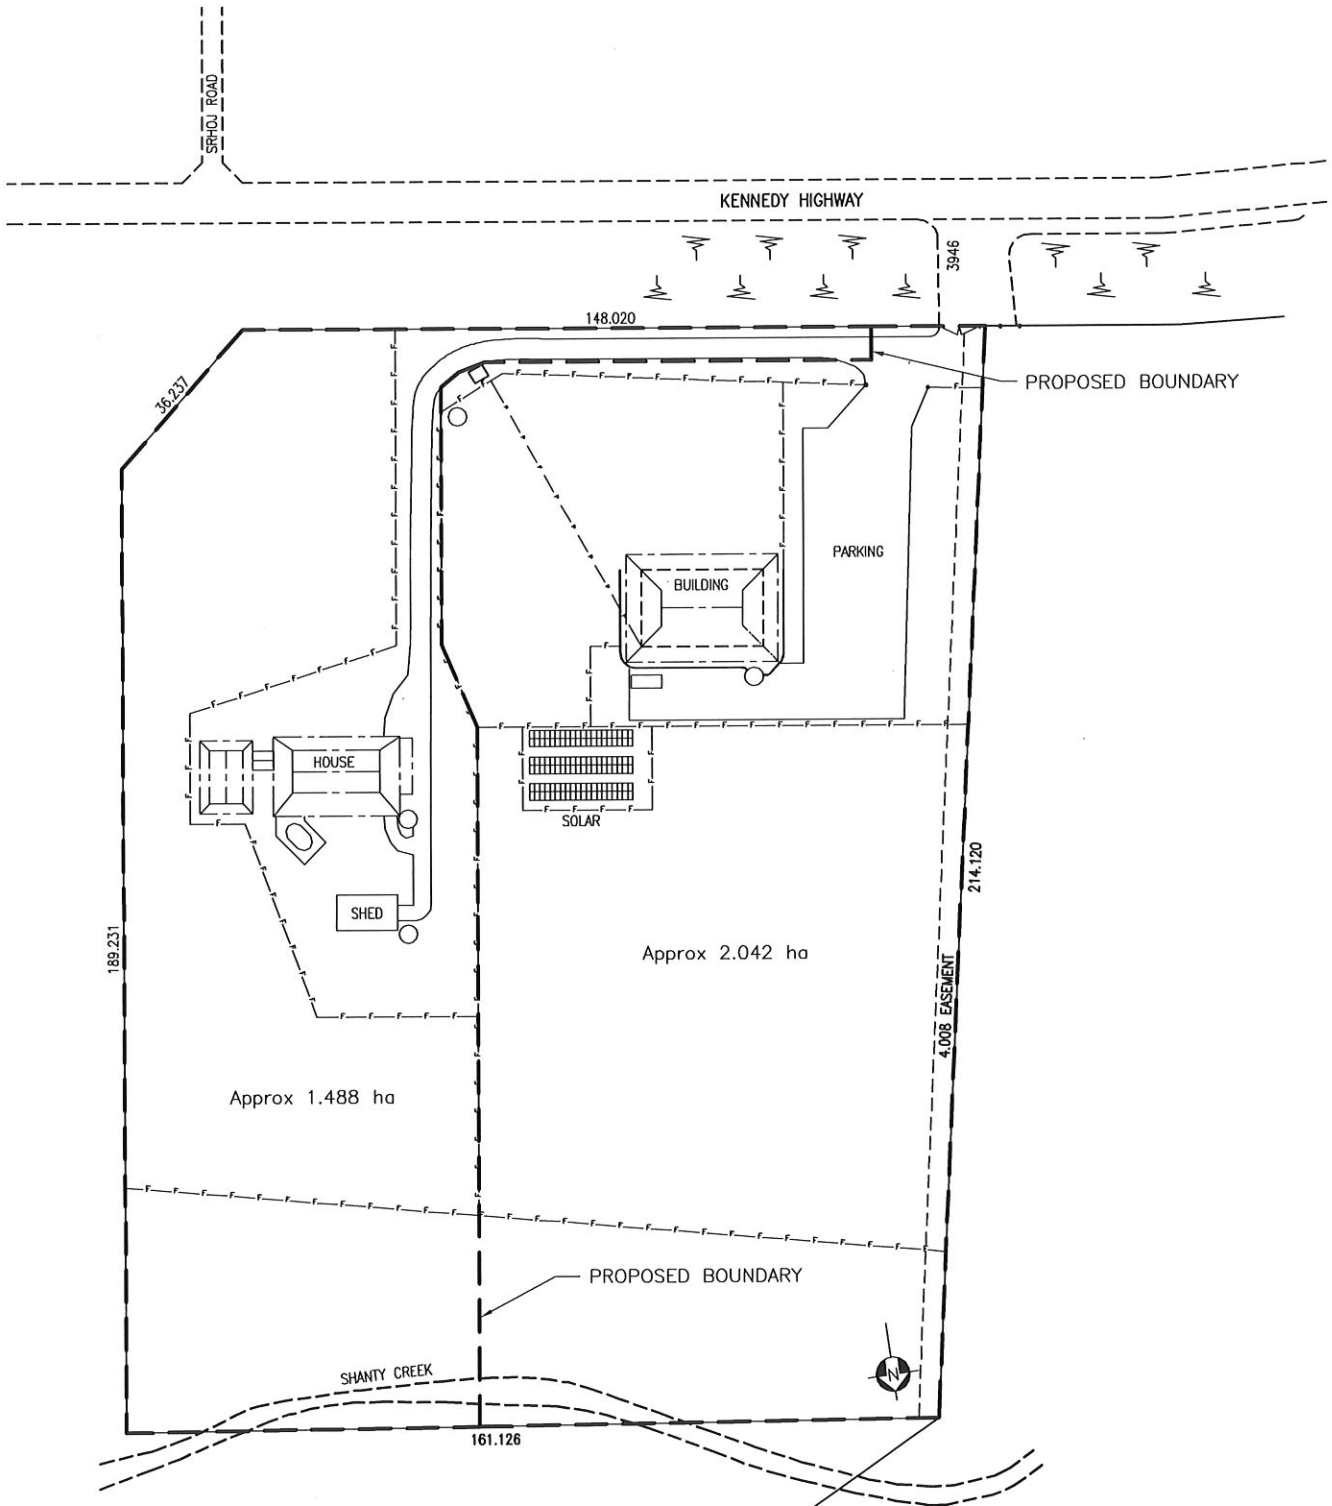 SRHOJ ROAD
KENNEDY HIGHWAY
3946
148.020
36.237
PROPOSED BOUNDARY
PARKING
BUILDING
HOUSE
SOLAR
214.120
SHED
189.231
Approx 2.042 ha
4.008 EASEMENT
Approx 1.488 ha
PROPOSED BOUNDARY
SHANTY CREEK
N
161.126